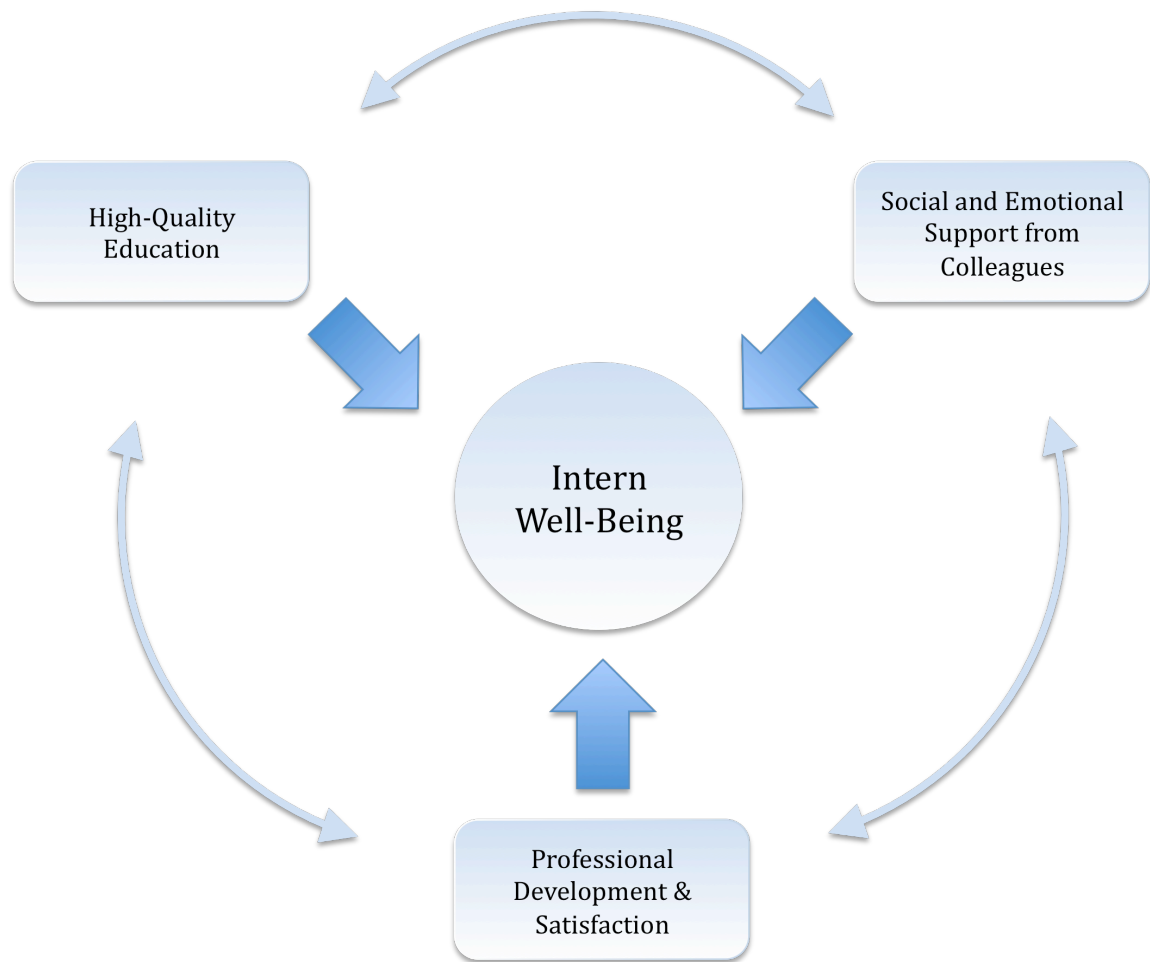 High-Quality
Education
Social and Emotional
Support from
Colleagues
Intern
Well-Being
Professional
Development &
Satisfaction